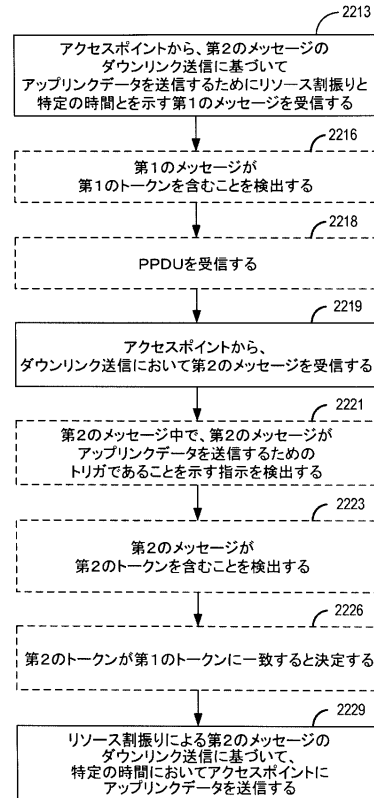 2213
アクセスポイントから、第2のメッセージの
ダウンリンク送信に基づいて
アップリンクデータを送信するためにリソース割振りと
特定の時間とを示す第1のメッセージを受信する
2216
第1のメッセージが
第1のトークンを含むことを検出する
2218
PPDUを受信する
2219
アクセスポイントから、
ダウンリンク送信において第2のメッセージを受信する
2221
第2のメッセージ中で、第2のメッセージが
アップリンクデータを送信するための
トリガであることを示す指示を検出する
2223
第2のメッセージが
第2のトークンを含むことを検出する
2226
第2のトークンが第1のトークンに一致すると決定する
2229
リソース割振りによる第2のメッセージの
ダウンリンク送信に基づいて、
特定の時間においてアクセスポイントに
アップリンクデータを送信する